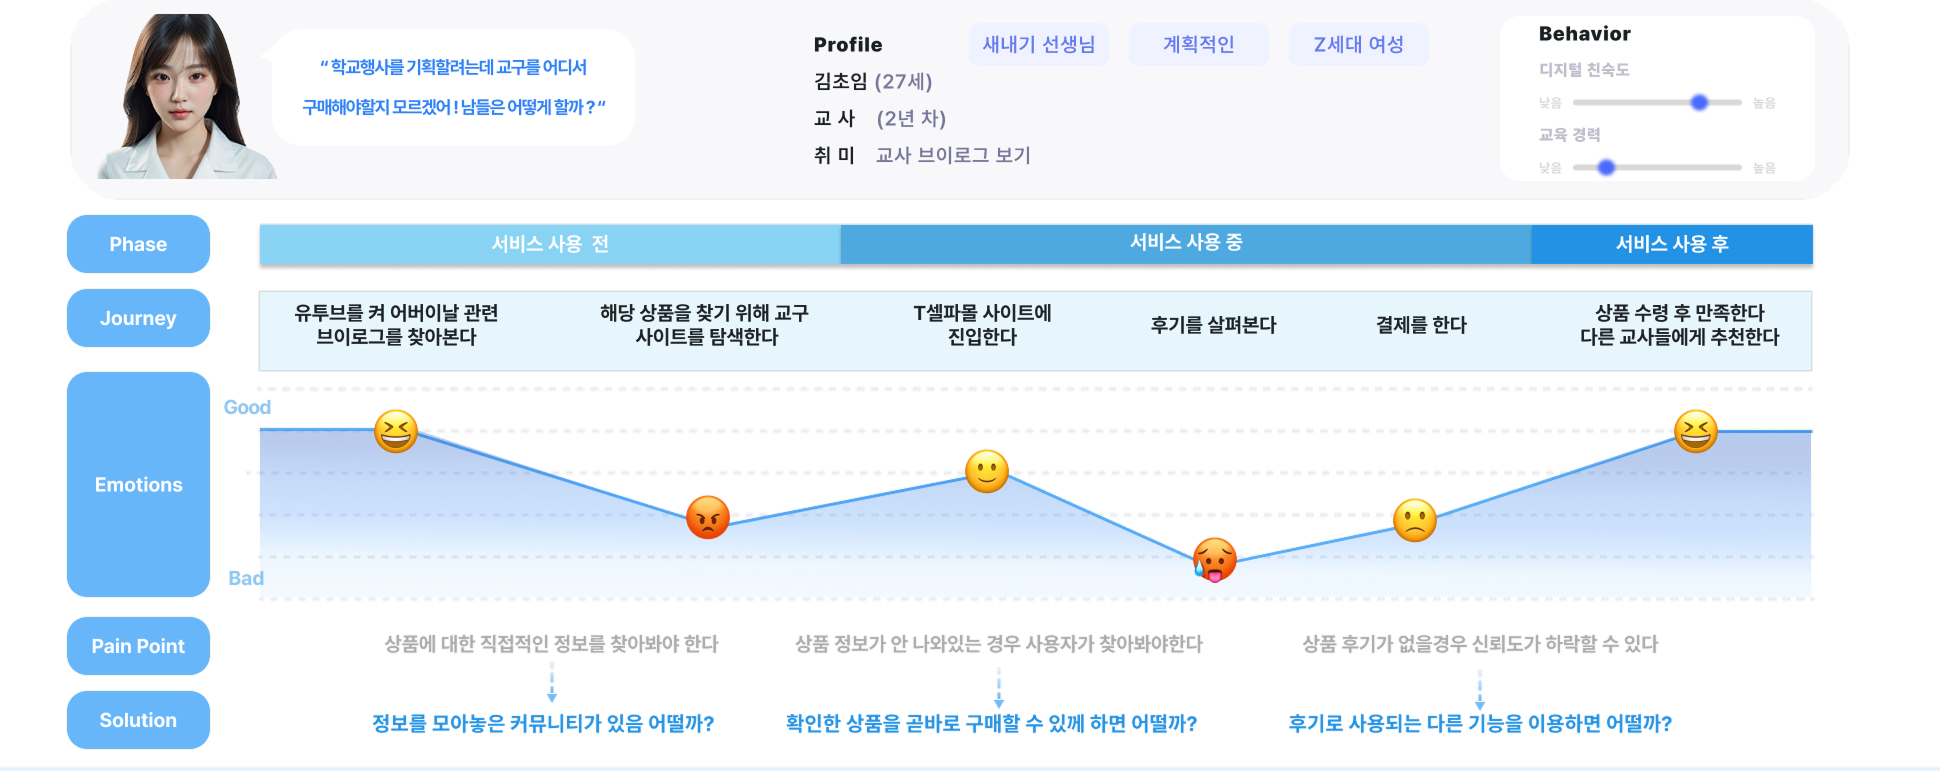 “ 학교행사를 기획할려는데 교구를 어디서
구매해야할지 모르겠어 ! 남들은 어떻게 할까 ? “
Profile
새내기 선생님
계획적인
Z세대 여성
김초임 (27세)
교 사 (2년 차)
취 미 교사 브이로그 보기
Behavior
디지털 친숙도
낮음 높음
교육 경력
낮음 높음
Phase
서비스 사용 전
서비스 사용 중
서비스 사용 후
Journey
유투브를 켜 어버이날 관련
브이로그를 찾아본다
해당 상품을 찾기 위해 교구
사이트를 탐색한다
T셀파몰 사이트에
진입한다
후기를 살펴본다
결제를 한다
상품 수령 후 만족한다
다른 교사들에게 추천한다
Emotions
Good
Bad
Pain Point
상품에 대한 직접적인 정보를 찾아봐야 한다
상품 정보가 안 나와있는 경우 사용자가 찾아봐야한다
상품 후기가 없을경우 신뢰도가 하락할 수 있다
Solution
정보를 모아놓은 커뮤니티가 있음 어떨까?
확인한 상품을 곧바로 구매할 수 있께 하면 어떨까?
후기로 사용되는 다른 기능을 이용하면 어떨까?